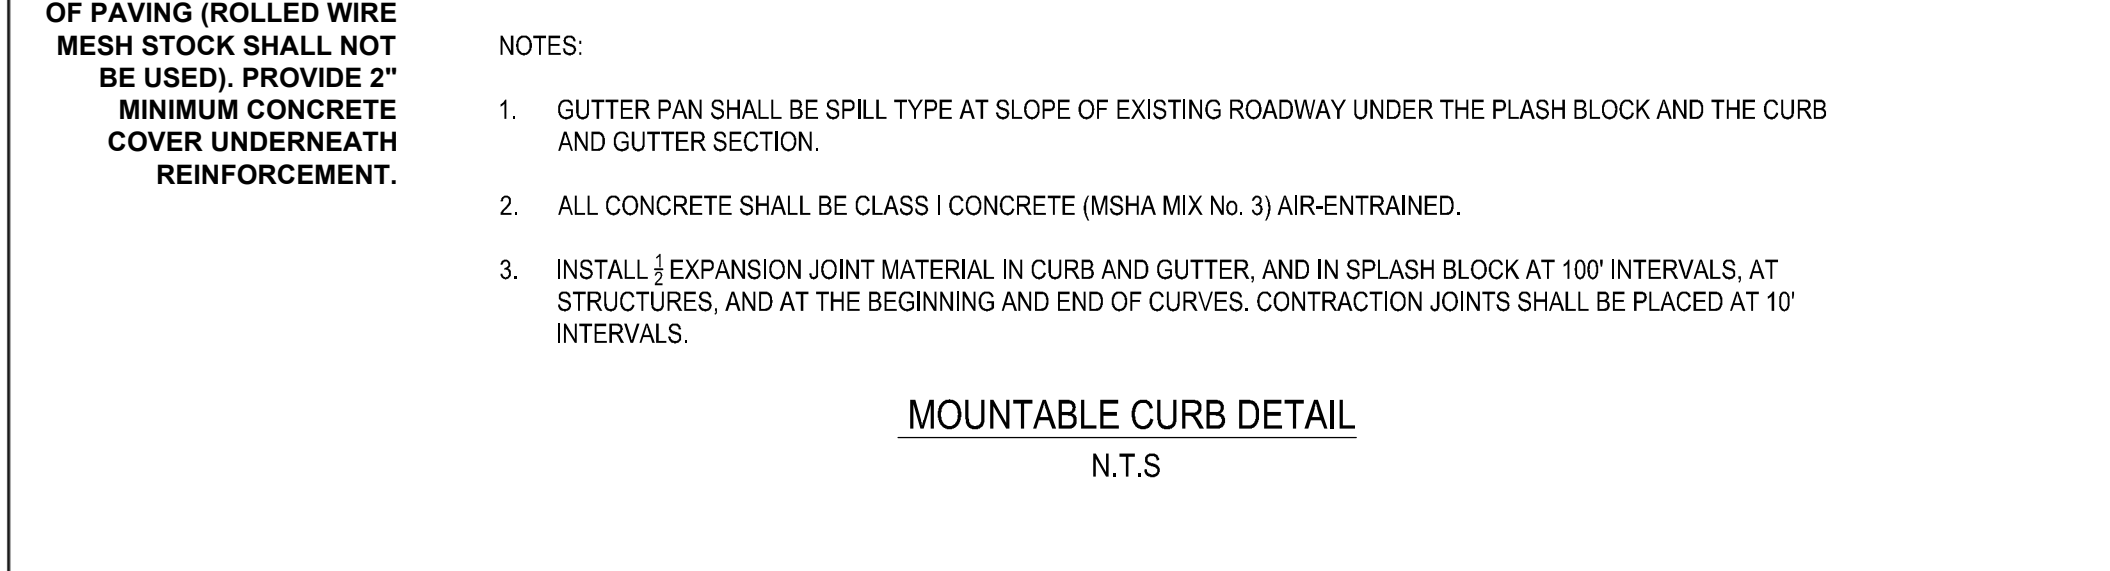 OF PAVING (ROLLED WIRE
MESH STOCK SHALL NOT
BE USED). PROVIDE 2"
MINIMUM CONCRETE
COVER UNDERNEATH
REINFORCEMENT.
NOTES:
1. GUTTER PAN SHALL BE SPILL TYPE AT SLOPE OF EXISTING ROADWAY UNDER THE PLASH BLOCK AND THE CURB
AND GUTTER SECTION.
2. ALL CONCRETE SHALL BE CLASS I CONCRETE (MSHA MIX No. 3) AIR-ENTRAINED.
3. INSTALL ½ EXPANSION JOINT MATERIAL IN CURB AND GUTTER, AND IN SPLASH BLOCK AT 100' INTERVALS, AT
STRUCTURES, AND AT THE BEGINNING AND END OF CURVES. CONTRACTION JOINTS SHALL BE PLACED AT 10'
INTERVALS.
MOUNTABLE CURB DETAIL
N.T.S